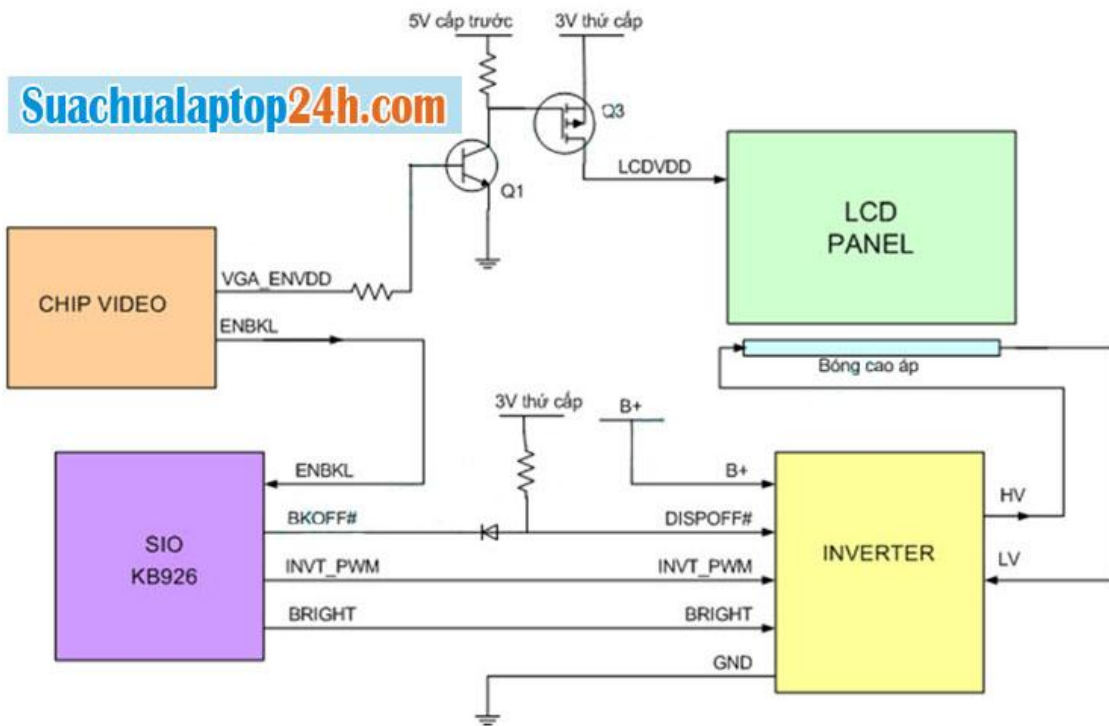 5V cấp trước
3V thứ cấp
Suachualaptop24h.com
Q3
LCDVDD
Q1
LCD
PANEL
VGA_ENVDD
CHIP VIDEO
ENBKL
Bóng cao áp
3V thứ cấp
B+
ENBKL
B+
HV
BKOFF#
DISPOFF#
SIO
KB926
INVERTER
INVT_PWM
INVT_PWM
LV
BRIGHT
BRIGHT
GND